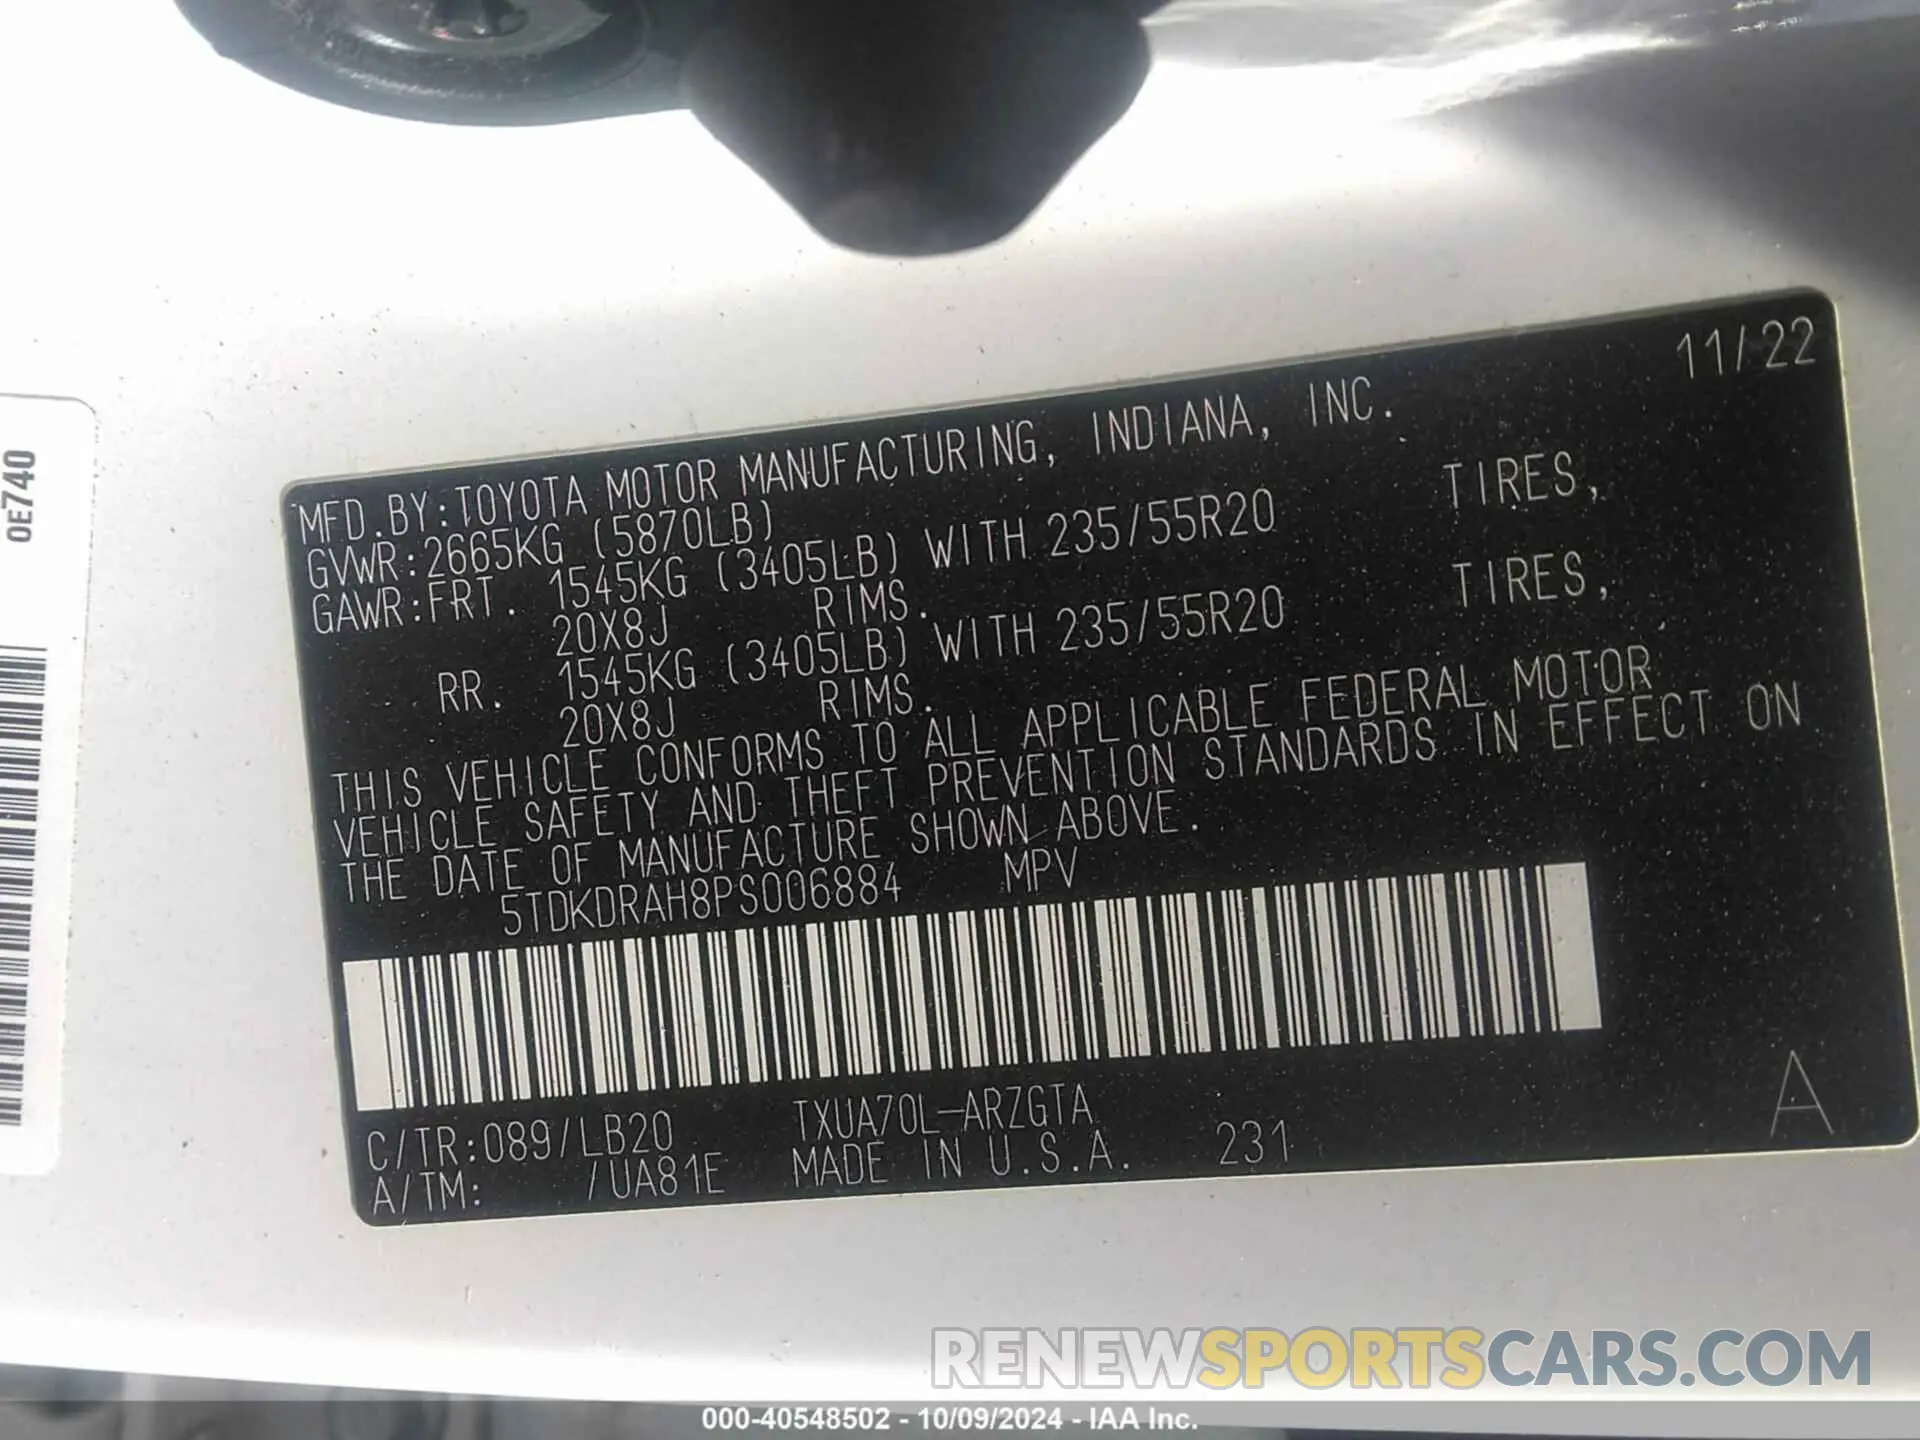 11/22
MFD.BY:TOYOTA MOTOR MANUFACTURING, INDIANA, INC.
GVWR:2665KG (5870LB)
GAWR:FRT. 1545KG (3405LB) WITH 235/55R20 TIRES,
20X8J RIMS.
RR. 1545KG (3405LB) WITH 235/55R20 TIRES,
20X8J RIMS.
THIS VEHICLE CONFORMS TO ALL APPLICABLE FEDERAL MOTOR
VEHICLE SAFETY AND THEFT PREVENTION STANDARDS IN EFFECT ON
THE DATE OF MANUFACTURE SHOWN ABOVE.
5TDKDRAH8PS006884 MPV
C/TR:089/LB20 TXUA70L-ARZGTA
A/TM: /UA81E MADE IN U.S.A. 231
A
0E740
RENEWSPORTSCARS.COM
000-40548502 - 10/09/2024 - IAA Inc.